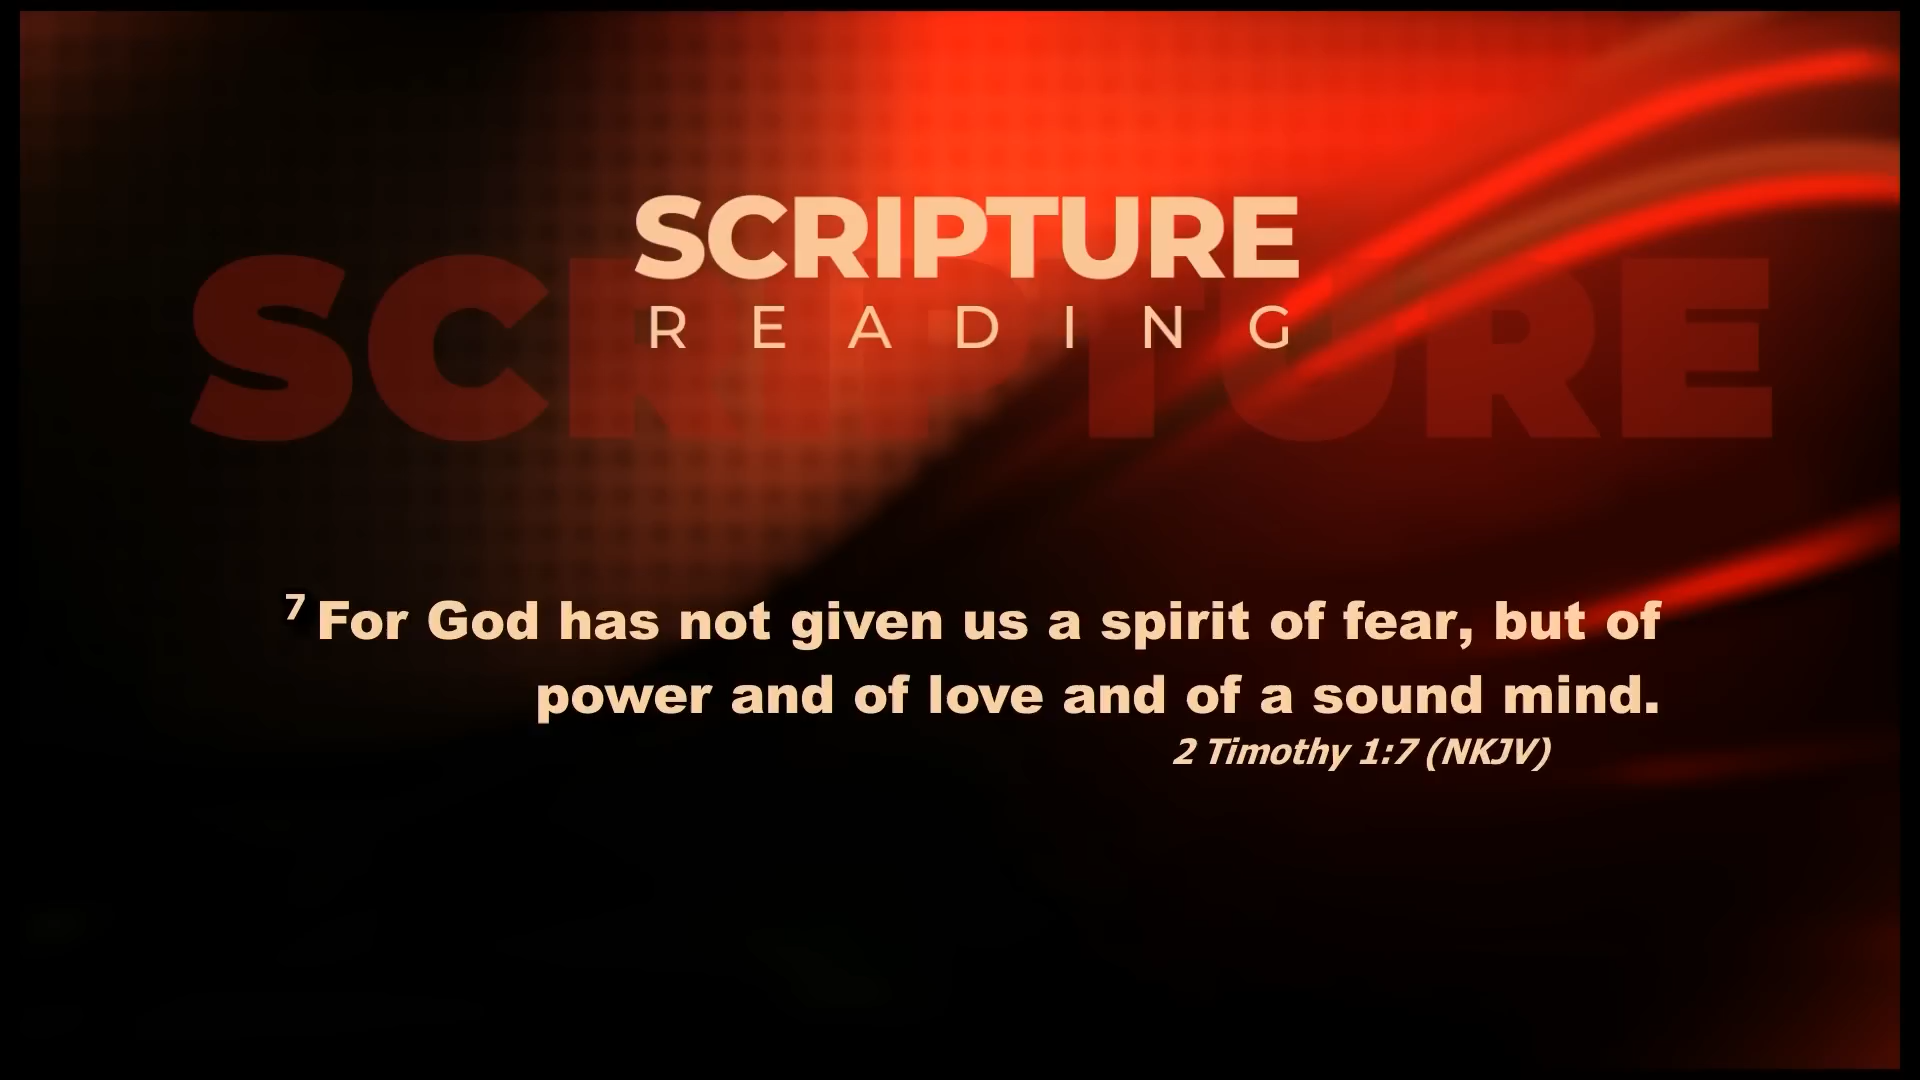 SCRIPTURE
SCRIPTURE
READING
7 For God has not given us a spirit of fear, but of
power and of love and of a sound mind.
2 Timothy 1:7 (NKJV)